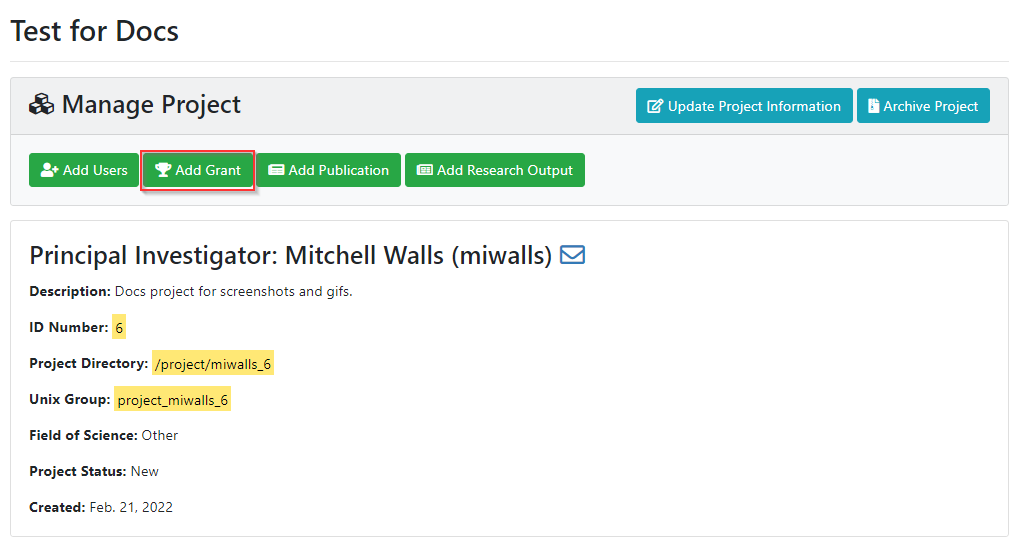 Test for Docs
Manage Project
Update Project Information
Archive Project
Add Users
Add Grant
Add Publication
Add Research Output
Principal Investigator: Mitchell Walls (miwalls)
Description: Docs project for screenshots and gifs.
ID Number: 6
Project Directory: /project/miwalls_6
Unix Group: project_miwalls_6
Field of Science: Other
Project Status: New
Created: Feb. 21, 2022